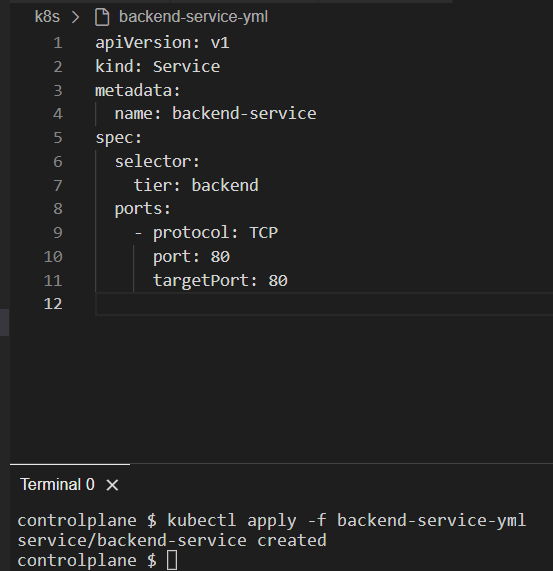 k8s > backend-service-yml
1 apiVersion: v1
2 kind: Service
3 metadata:
4   name: backend-service
5 spec:
6   selector:
7     tier: backend
8   ports:
9     - protocol: TCP
10       port: 80
11       targetPort: 80
12
Terminal 0 ×
controlplane $ kubectl apply -f backend-service-yml
service/backend-service created
controlplane $